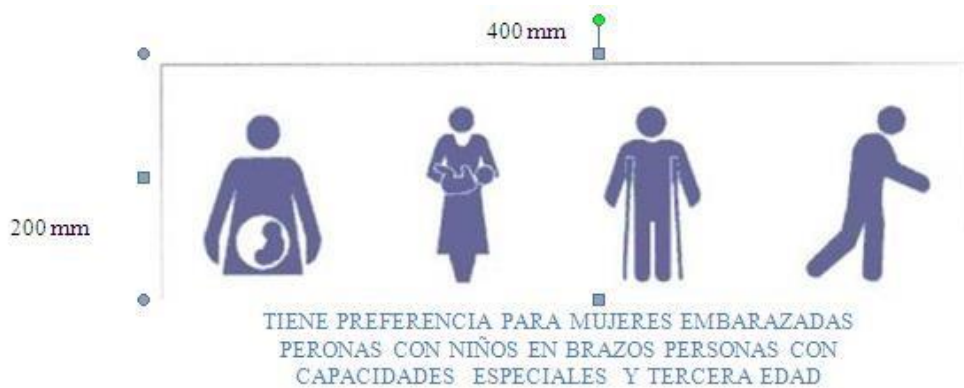 400 mm
200 mm
TIENE PREFERENCIA PARA MUJERES EMBARAZADAS
PERONAS CON NIÑOS EN BRAZOS PERSONAS CON
CAPACIDADES ESPECIALES Y TERCERA EDAD